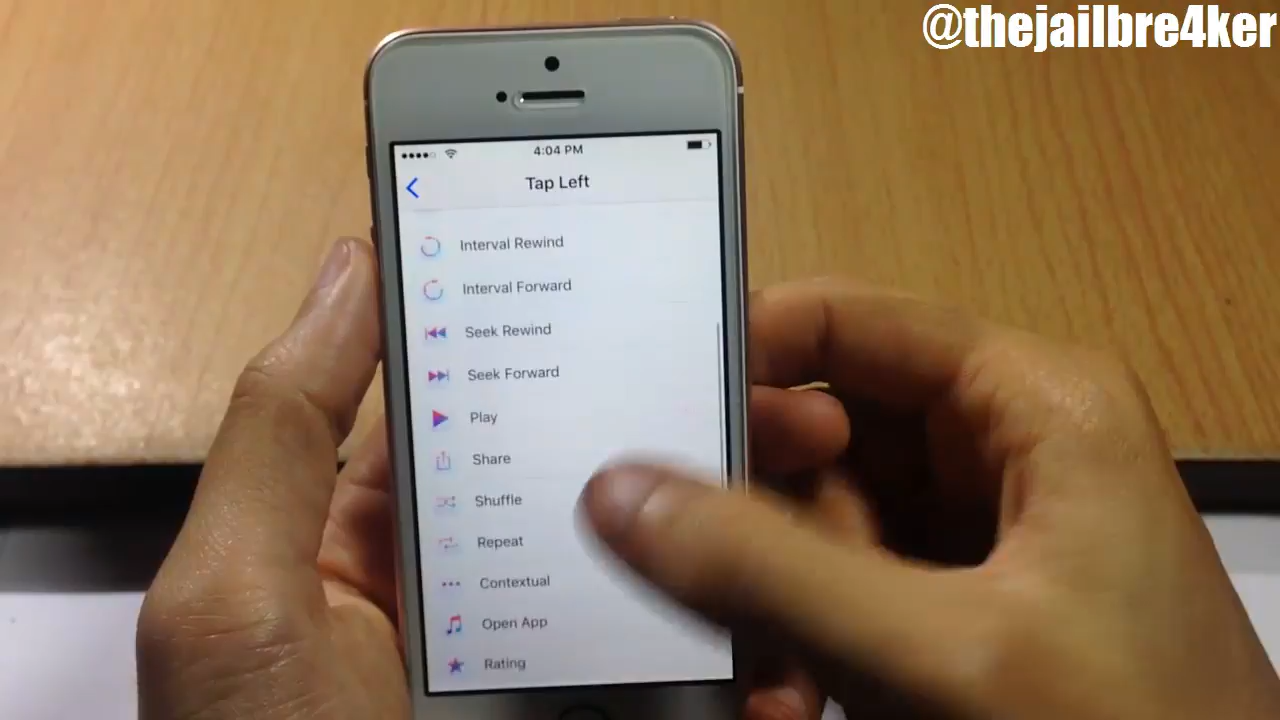 @thejailbre4ker
4:04 PM
Tap Left
Interval Rewind
Interval Forward
Seek Rewind
Seek Forward
Play
Share
Shuffle
Repeat
Contextual
Open App
Rating